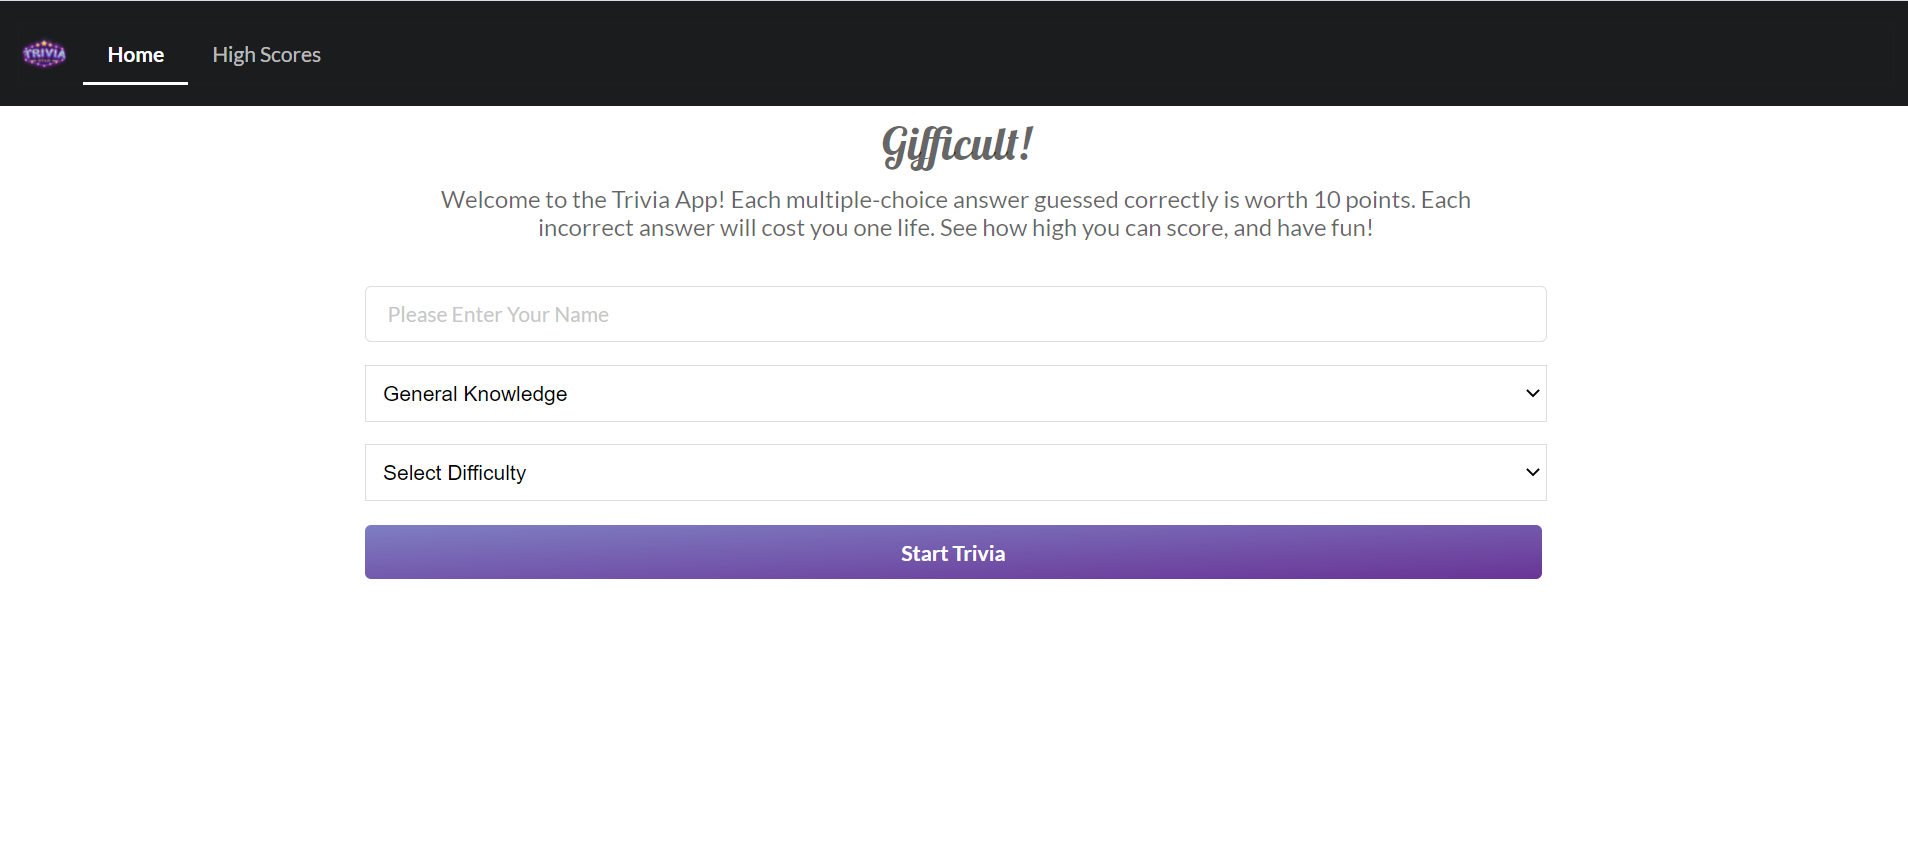 TRIVIA
Home
High Scores
Gifficult!
Welcome to the Trivia App! Each multiple-choice answer guessed correctly is worth 10 points. Each
incorrect answer will cost you one life. See how high you can score, and have fun!
Please Enter Your Name
General Knowledge
Select Difficulty
Start Trivia